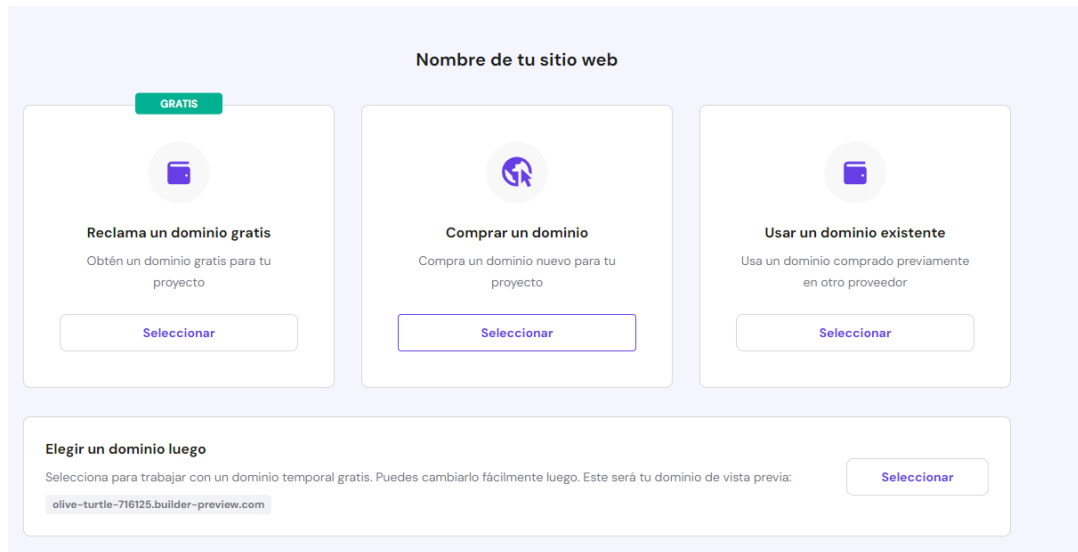 Nombre de tu sitio web
GRATIS
Reclama un dominio gratis
Obtén un dominio gratis para tu
proyecto
Seleccionar
Comprar un dominio
Compra un dominio nuevo para tu
proyecto
Seleccionar
Usar un dominio existente
Usa un dominio comprado previamente
en otro proveedor
Seleccionar
Elegir un dominio luego
Selecciona para trabajar con un dominio temporal gratis. Puedes cambiarlo fácilmente luego. Este será tu dominio de vista previa:
olive-turtle-716125.builder-preview.com
Seleccionar